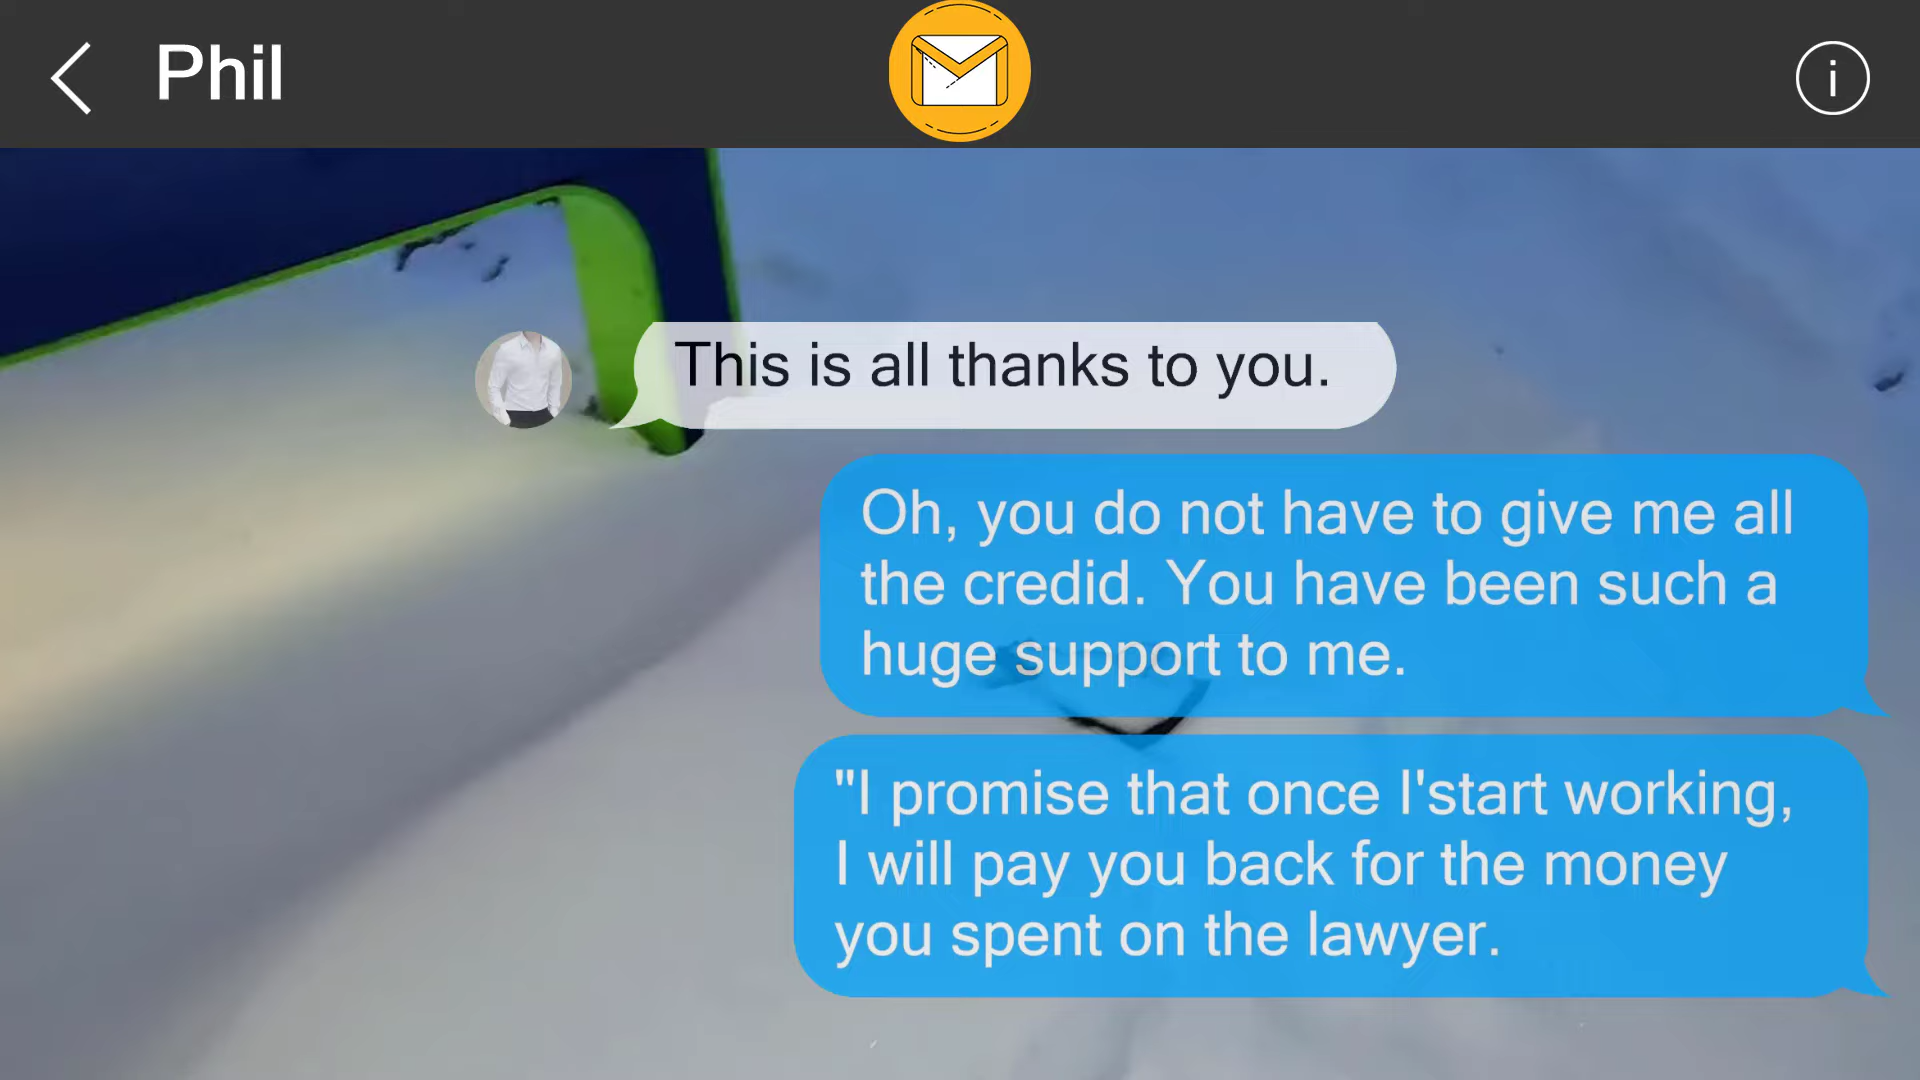 Phil
i
This is all thanks to you.
Oh, you do not have to give me all
the credid. You have been such a
huge support to me.
"I promise that once I'start working,
I will pay you back for the money
you spent on the lawyer.